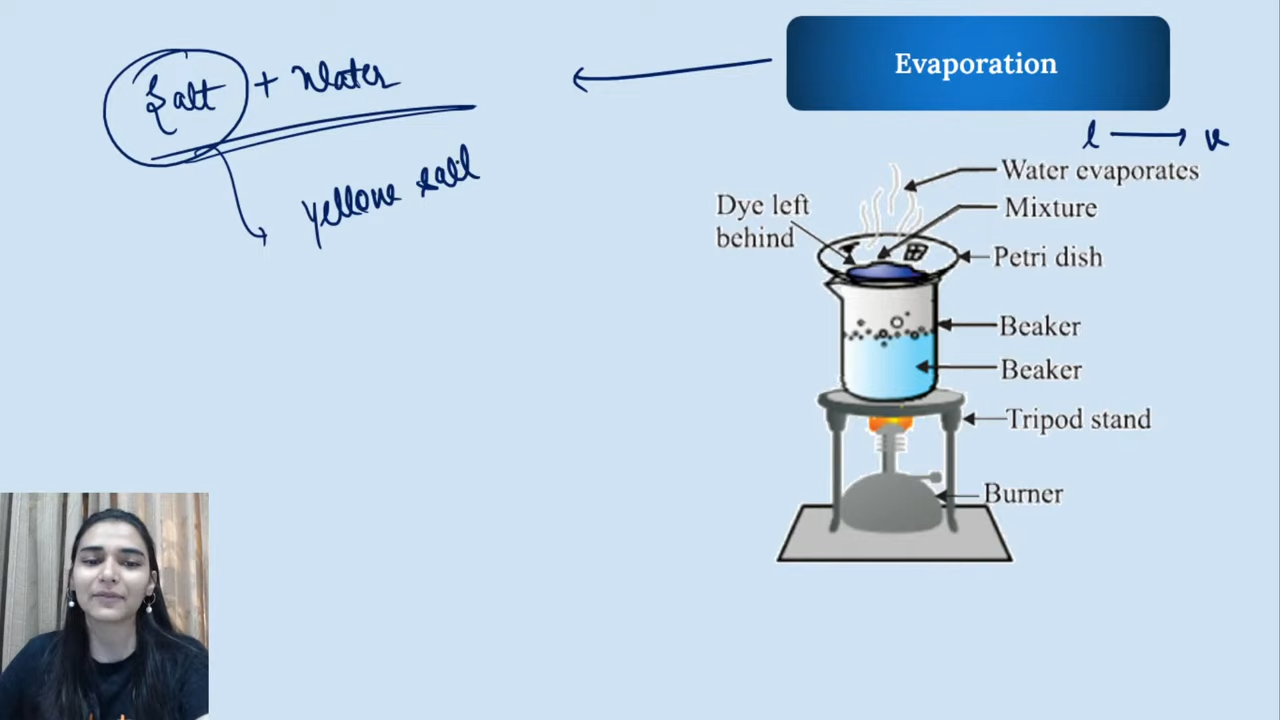 Evaporation
Salt + Water
l → v
yellow salt
Water evaporates
Dye left
behind
Mixture
Petri dish
Beaker
Beaker
Tripod stand
Burner